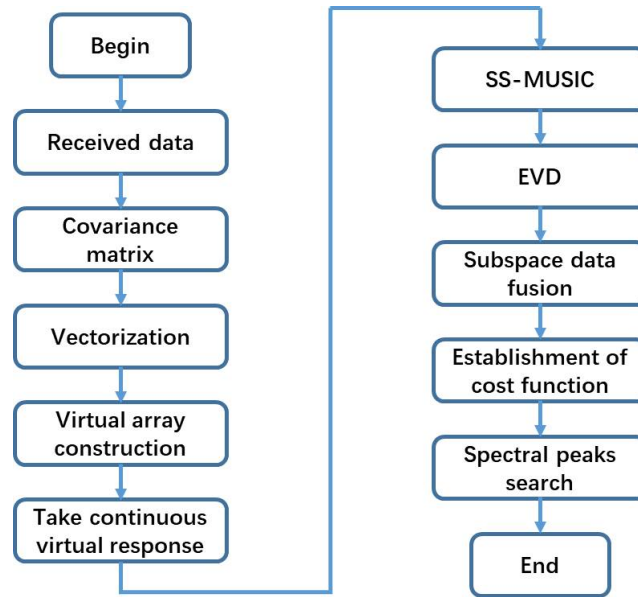 Begin
Received data
Covariance
matrix
Vectorization
Virtual array
construction
Take continuous
virtual response
SS-MUSIC
EVD
Subspace data
fusion
Establishment of
cost function
Spectral peaks
search
End